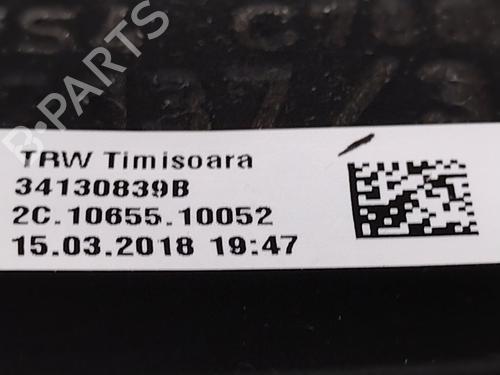 TRW Timisoara
34130839B
2C.10655.10052
15.03.2018 19:47
B-PARTS